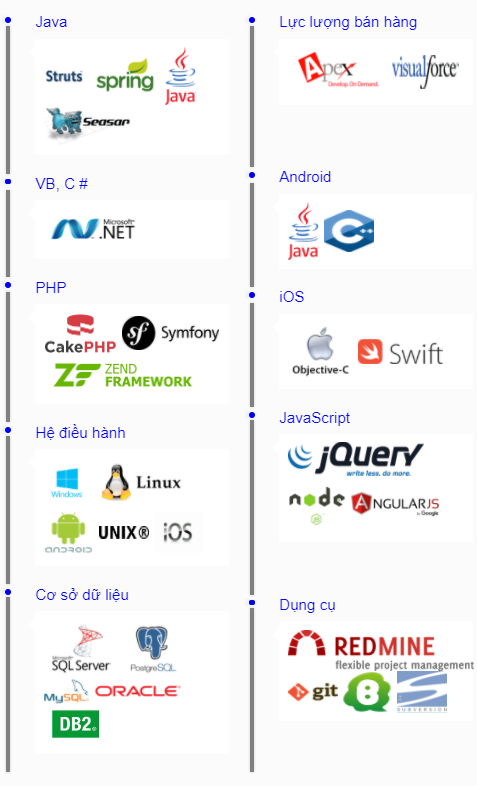 Java
Struts
spring
Java
Seasar
VB, C #
Microsoft®
.NET
PHP
CakePHP
sf Symfony
ZEND
FRAMEWORK
Hệ điều hành
Windows
Linux
ANDROID
UNIX®
iOS
Cơ sở dữ liệu
Microsoft
SQL Server
PostgreSQL
MySQL
ORACLE
DB2.
Lực lượng bán hàng
Apex
Develop. On Demand.
visualforce
Android
Java
C++
iOS
Objective-C
Swift
JavaScript
jQuery
write less. do more.
node
JS
ANGULARJS
by Google
Dụng cụ
REDMINE
flexible project management
git
B
SUBVERSION